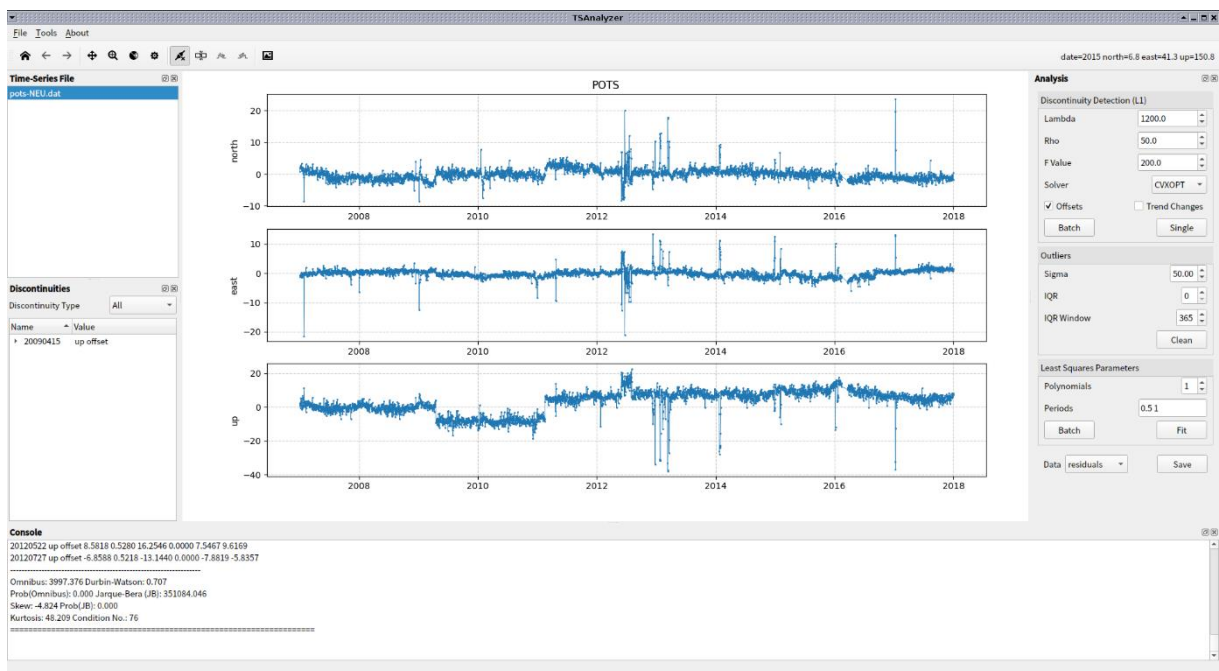 TSAnalyzer
File Tools About
date=2015 north=6.8 east=41.3 up=150.8
Time-Series File
pots-NEU.dat
Discontinuities
Discontinuity Type All
Name Value
20090415 up offset
POTS
north
20
10
0
−10
2008 2010 2012 2014 2016 2018
east
10
0
−10
−20
2008 2010 2012 2014 2016 2018
up
20
0
−20
−40
2008 2010 2012 2014 2016 2018
Analysis
Discontinuity Detection (L1)
Lambda 1200.0
Rho 50.0
F Value 200.0
Solver CVXOPT
Offsets Trend Changes
Batch Single
Outliers
Sigma 50.00
IQR 0
IQR Window 365
Clean
Least Squares Parameters
Polynomials 1
Periods 0.5 1
Batch Fit
Data residuals Save
Console
20120522 up offset 8.5818 0.5280 16.2546 0.0000 7.5467 9.6169
20120727 up offset -6.8588 0.5218 -13.1440 0.0000 -7.8819 -5.8357
------------------------------------------------------------------
Omnibus: 3997.376 Durbin-Watson: 0.707
Prob(Omnibus): 0.000 Jarque-Bera (JB): 351084.046
Skew: -4.824 Prob(JB): 0.000
Kurtosis: 48.209 Condition No.: 76
==================================================================